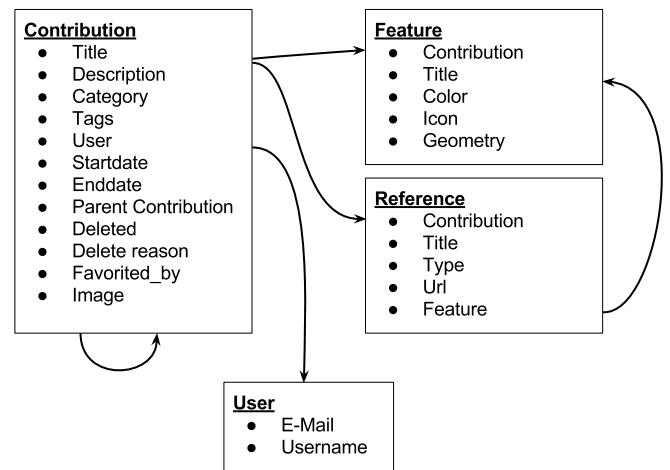 Contribution
● Title
● Description
● Category
● Tags
● User
● Startdate
● Enddate
● Parent Contribution
● Deleted
● Delete reason
● Favorited_by
● Image
Feature
● Contribution
● Title
● Color
● Icon
● Geometry
Reference
● Contribution
● Title
● Type
● Url
● Feature
User
● E-Mail
● Username